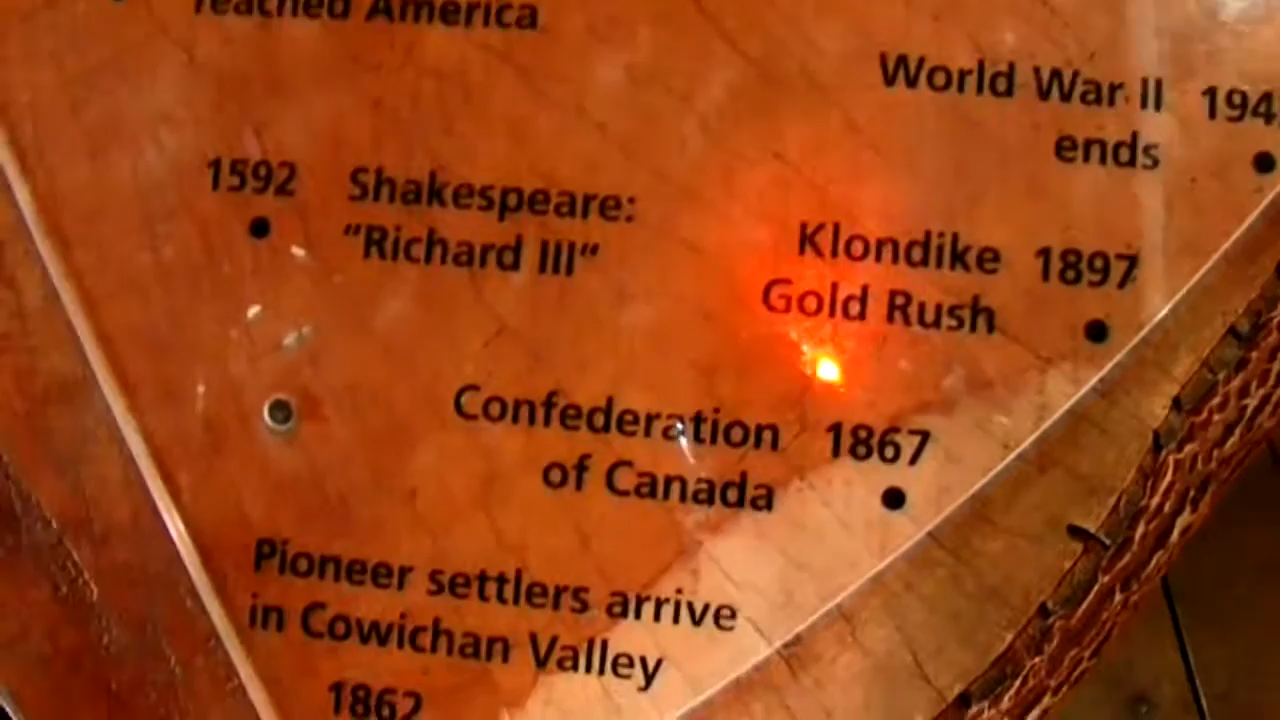 reached America
World War II 194
ends
1592 Shakespeare:
“Richard III“
Klondike 1897
Gold Rush
Confederation 1867
of Canada
Pioneer settlers arrive
in Cowichan Valley
1862